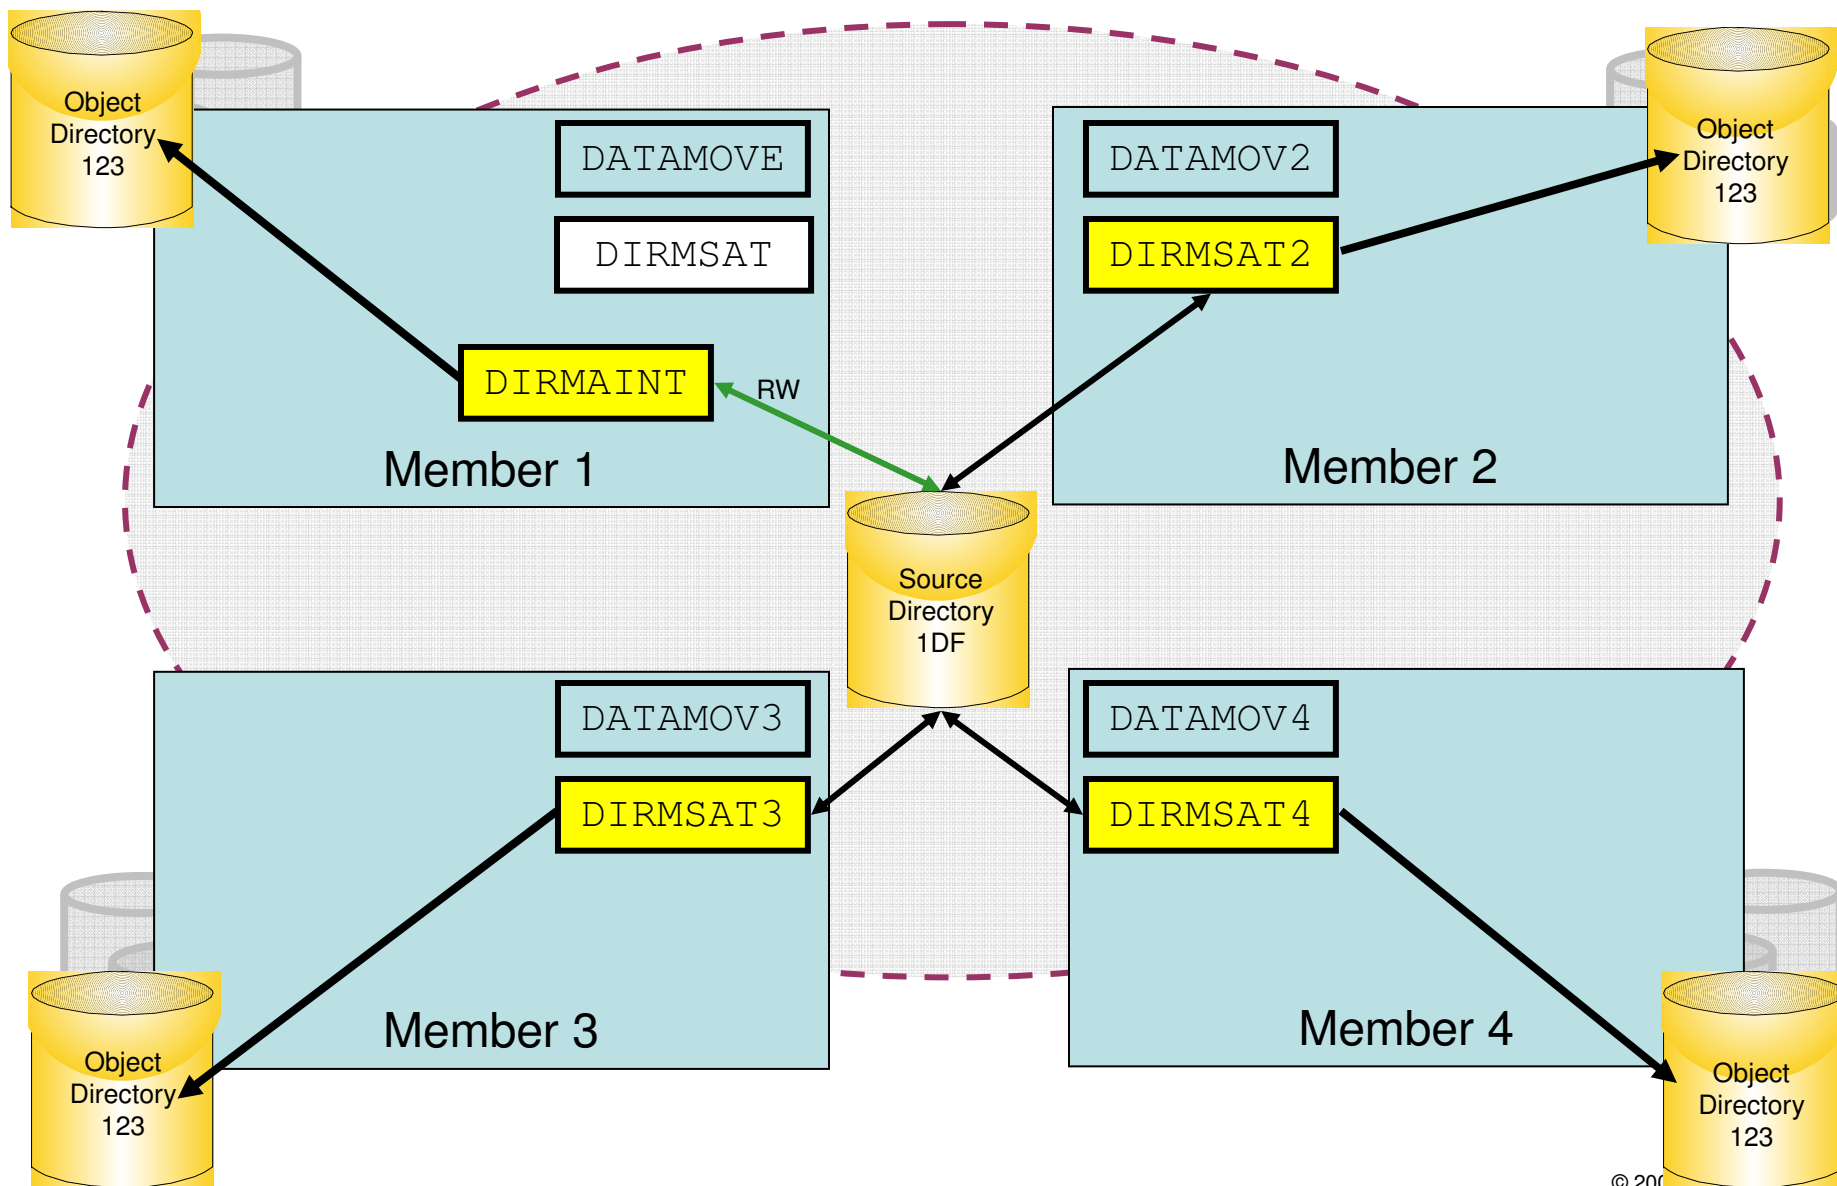 Object
Directory
123
DATAMOVE
DIRMSAT
DIRMAINT
RW
Member 1
DATAMOV2
DIRMSAT2
Member 2
Object
Directory
123
Source
Directory
1DF
DATAMOV3
DIRMSAT3
Member 3
Object
Directory
123
DATAMOV4
DIRMSAT4
Member 4
Object
Directory
123
©